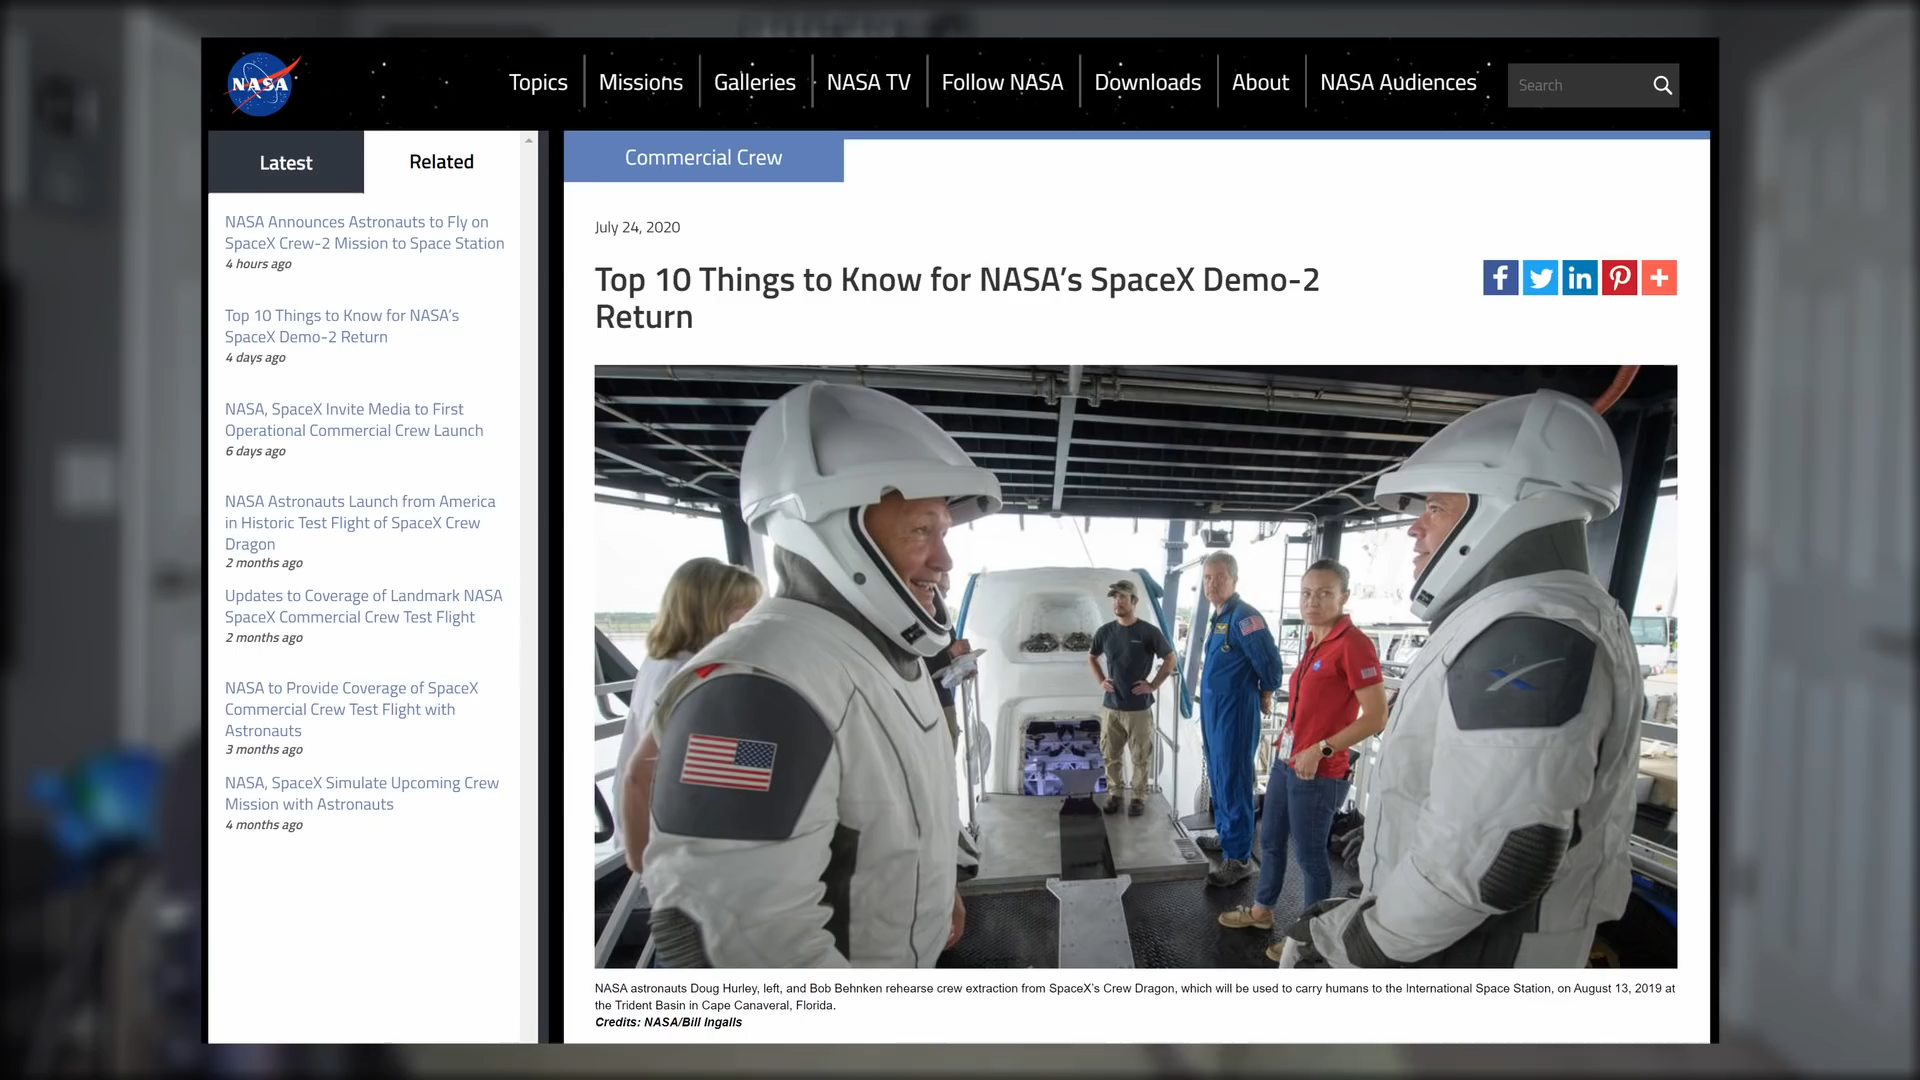 NASA
Topics
Missions
Galleries
NASA TV
Follow NASA
Downloads
About
NASA Audiences
Search
Latest
Related
NASA Announces Astronauts to Fly on
SpaceX Crew-2 Mission to Space Station
4 hours ago
Top 10 Things to Know for NASA's
SpaceX Demo-2 Return
4 days ago
NASA, SpaceX Invite Media to First
Operational Commercial Crew Launch
6 days ago
NASA Astronauts Launch from America
in Historic Test Flight of SpaceX Crew
Dragon
2 months ago
Updates to Coverage of Landmark NASA
SpaceX Commercial Crew Test Flight
2 months ago
NASA to Provide Coverage of SpaceX
Commercial Crew Test Flight with
Astronauts
3 months ago
NASA, SpaceX Simulate Upcoming Crew
Mission with Astronauts
4 months ago
Commercial Crew
July 24, 2020
Top 10 Things to Know for NASA's SpaceX Demo-2
Return
NASA astronauts Doug Hurley, left, and Bob Behnken rehearse crew extraction from SpaceX's Crew Dragon, which will be used to carry humans to the International Space Station, on August 13, 2019 at
the Trident Basin in Cape Canaveral, Florida.
Credits: NASA/Bill Ingalls